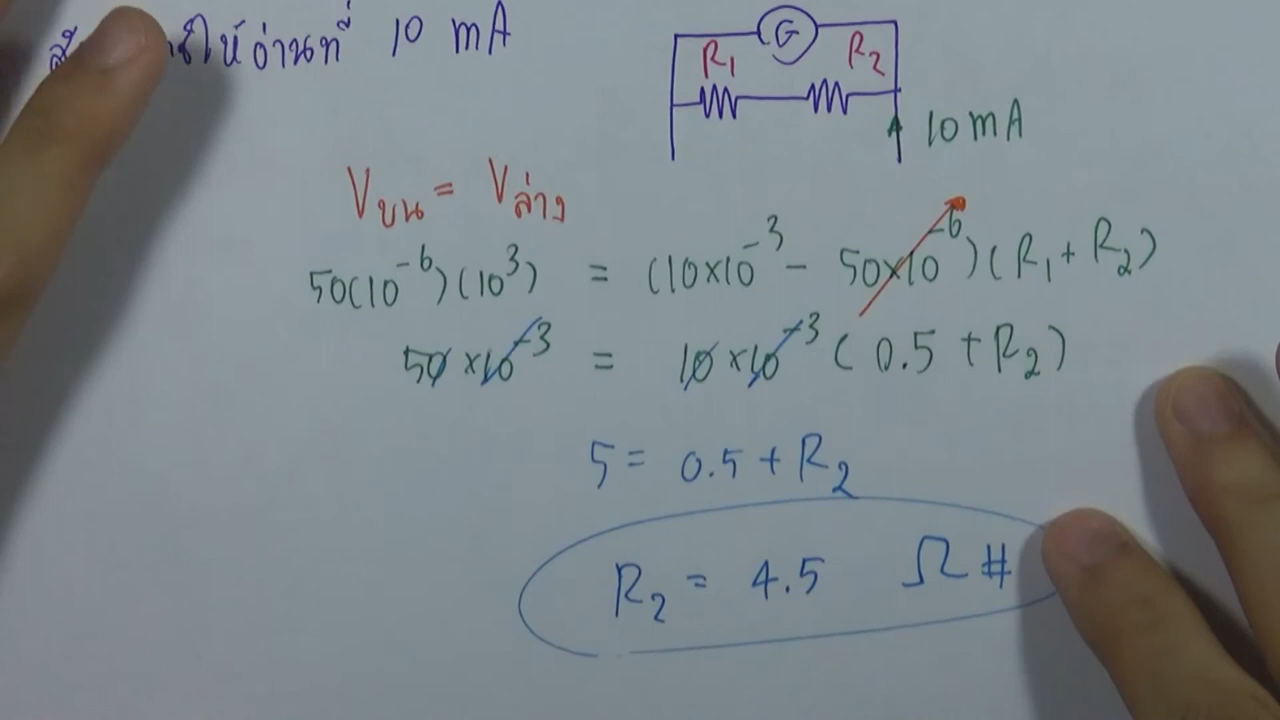 ให้อ่านที่ 10 mA
G
R₁ R₂
10 mA
Vบน = Vล่าง
50(10⁻⁶)(10³) = (10×10⁻³ - 50×10⁻⁶)(R₁ + R₂)
50 ×10⁻³ = 10 ×10⁻³ (0.5 + R₂)
5 = 0.5 + R₂
R₂ = 4.5 Ω #